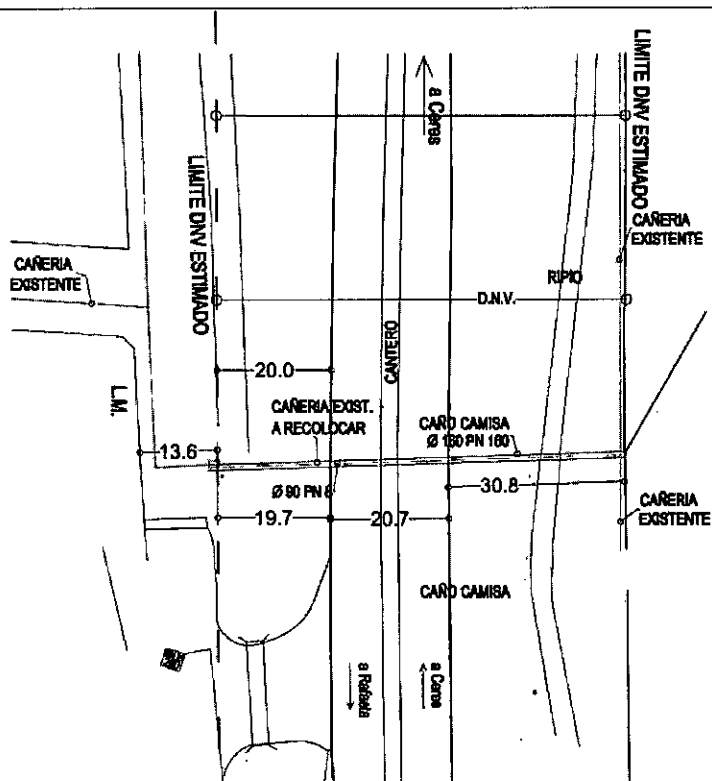 LIMITE DNV ESTIMADO
a Ceres
LIMITE DNV ESTIMADO
CAÑERIA
EXISTENTE
CAÑERIA
EXISTENTE
RIPIO
D.N.V.
CANTERO
20.0
L.M.
CAÑERIA EXIST.
A RECOLOCAR
CAÑO CAMISA
Ø 160 PN 160
13.6
Ø 90 PN 6
30.8
19.7
20.7
CAÑERIA
EXISTENTE
CAÑO CAMISA
a Rafaela
a Ceres